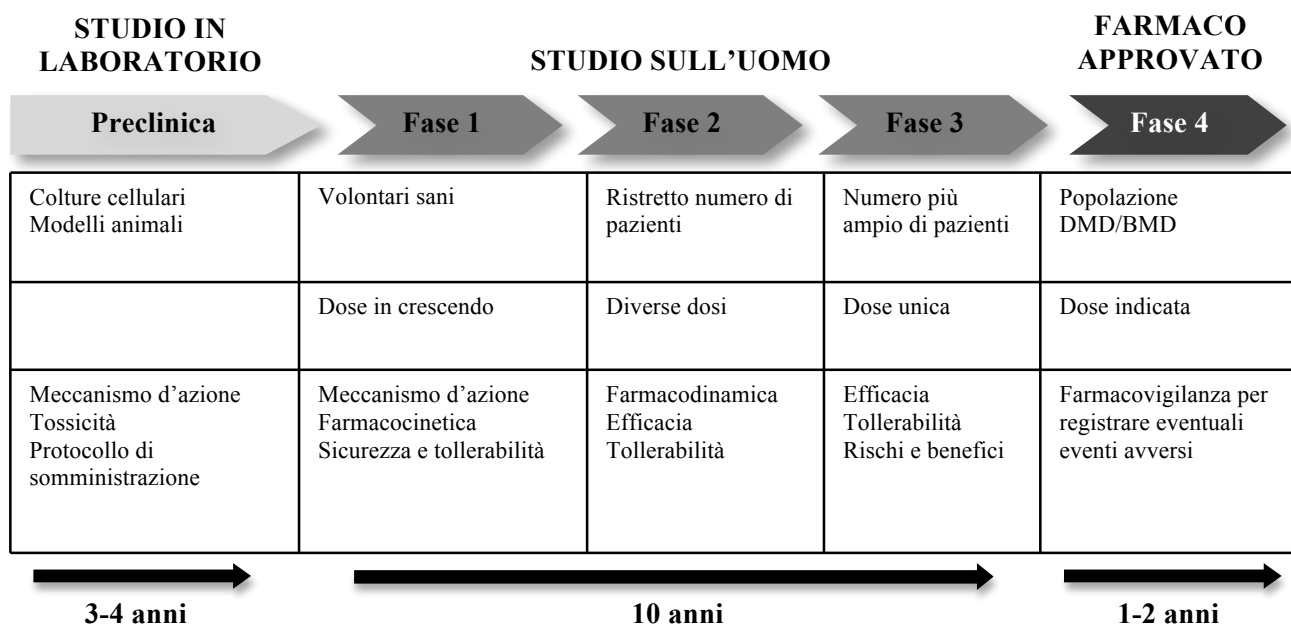 STUDIO IN
LABORATORIO
STUDIO SULL’UOMO
FARMACO
APPROVATO
Preclinica
Fase 1
Fase 2
Fase 3
Fase 4
Colture cellulari
Modelli animali
Volontari sani
Ristretto numero di
pazienti
Numero più
ampio di pazienti
Popolazione
DMD/BMD
Dose in crescendo
Diverse dosi
Dose unica
Dose indicata
Meccanismo d’azione
Tossicità
Protocollo di
somministrazione
Meccanismo d’azione
Farmacocinetica
Sicurezza e tollerabilità
Farmacodinamica
Efficacia
Tollerabilità
Efficacia
Tollerabilità
Rischi e benefici
Farmacovigilanza per
registrare eventuali
eventi avversi
3-4 anni
10 anni
1-2 anni